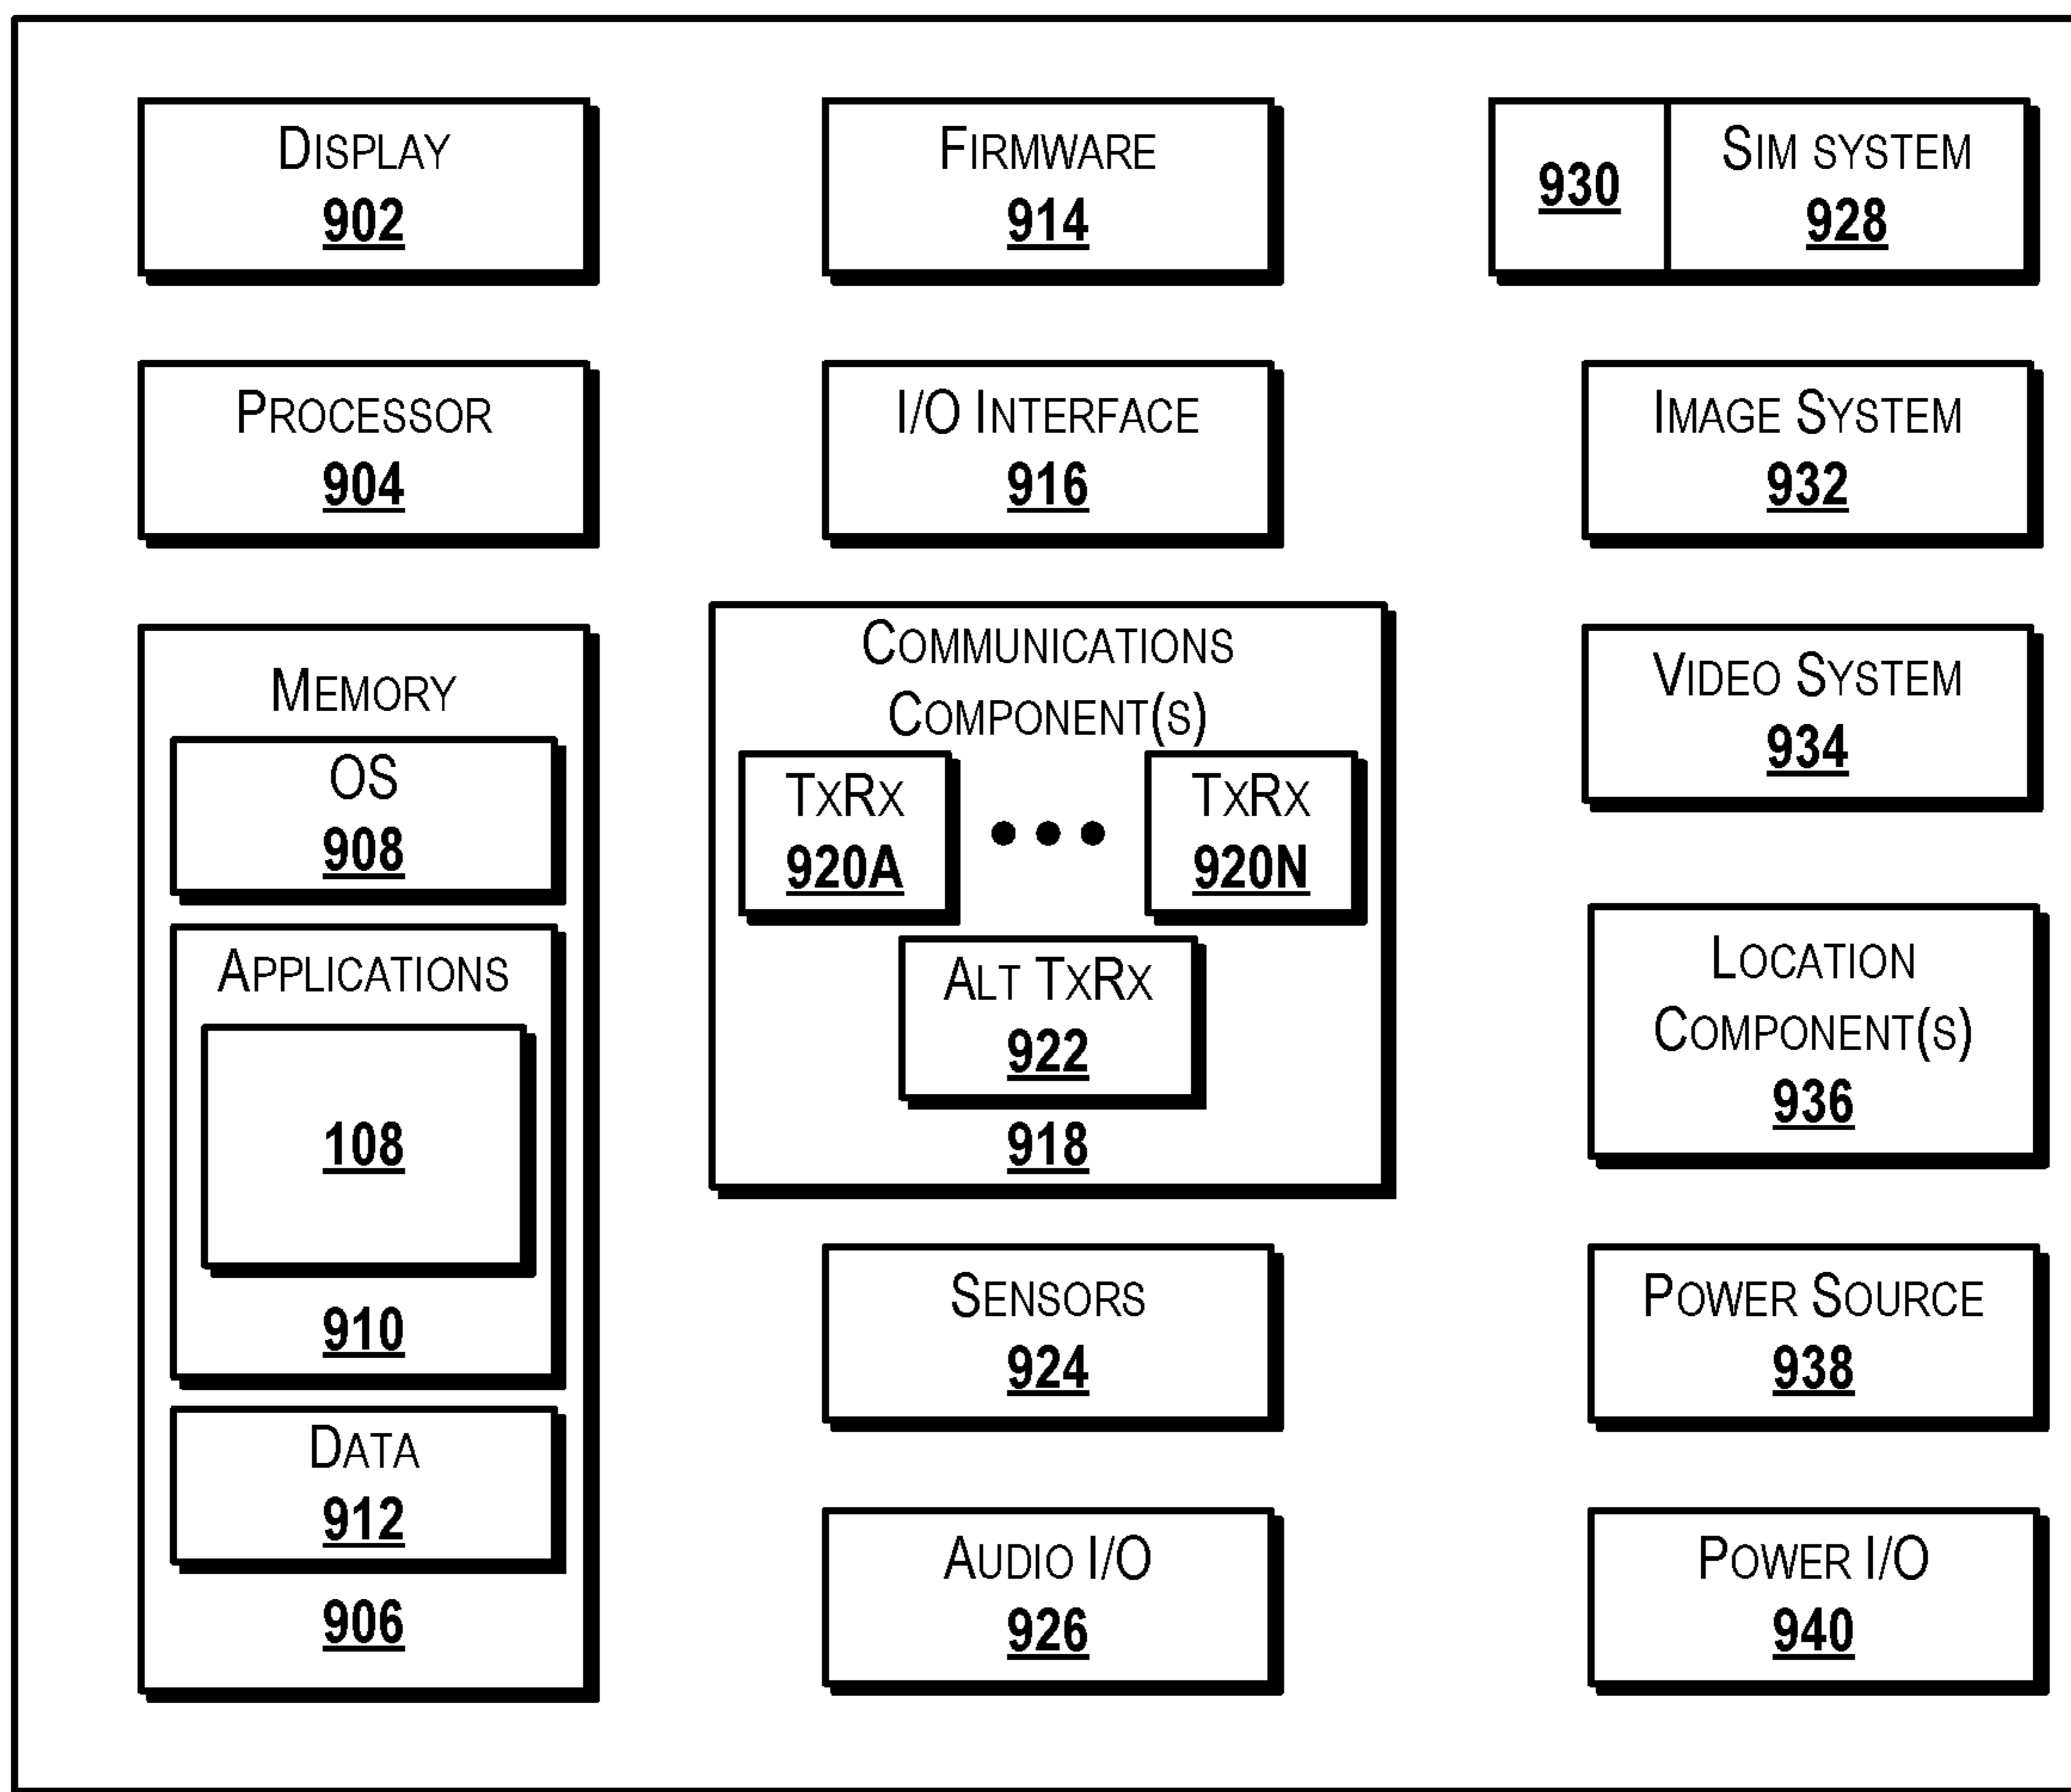 DISPLAY
902
PROCESSOR
904
MEMORY
OS
908
APPLICATIONS
108
910
DATA
912
906
FIRMWARE
914
I/O INTERFACE
916
COMMUNICATIONS
COMPONENT(S)
TXRX
920A
TXRX
920N
ALT TXRX
922
918
SENSORS
924
AUDIO I/O
926
930
SIM SYSTEM
928
IMAGE SYSTEM
932
VIDEO SYSTEM
934
LOCATION
COMPONENT(S)
936
POWER SOURCE
938
POWER I/O
940